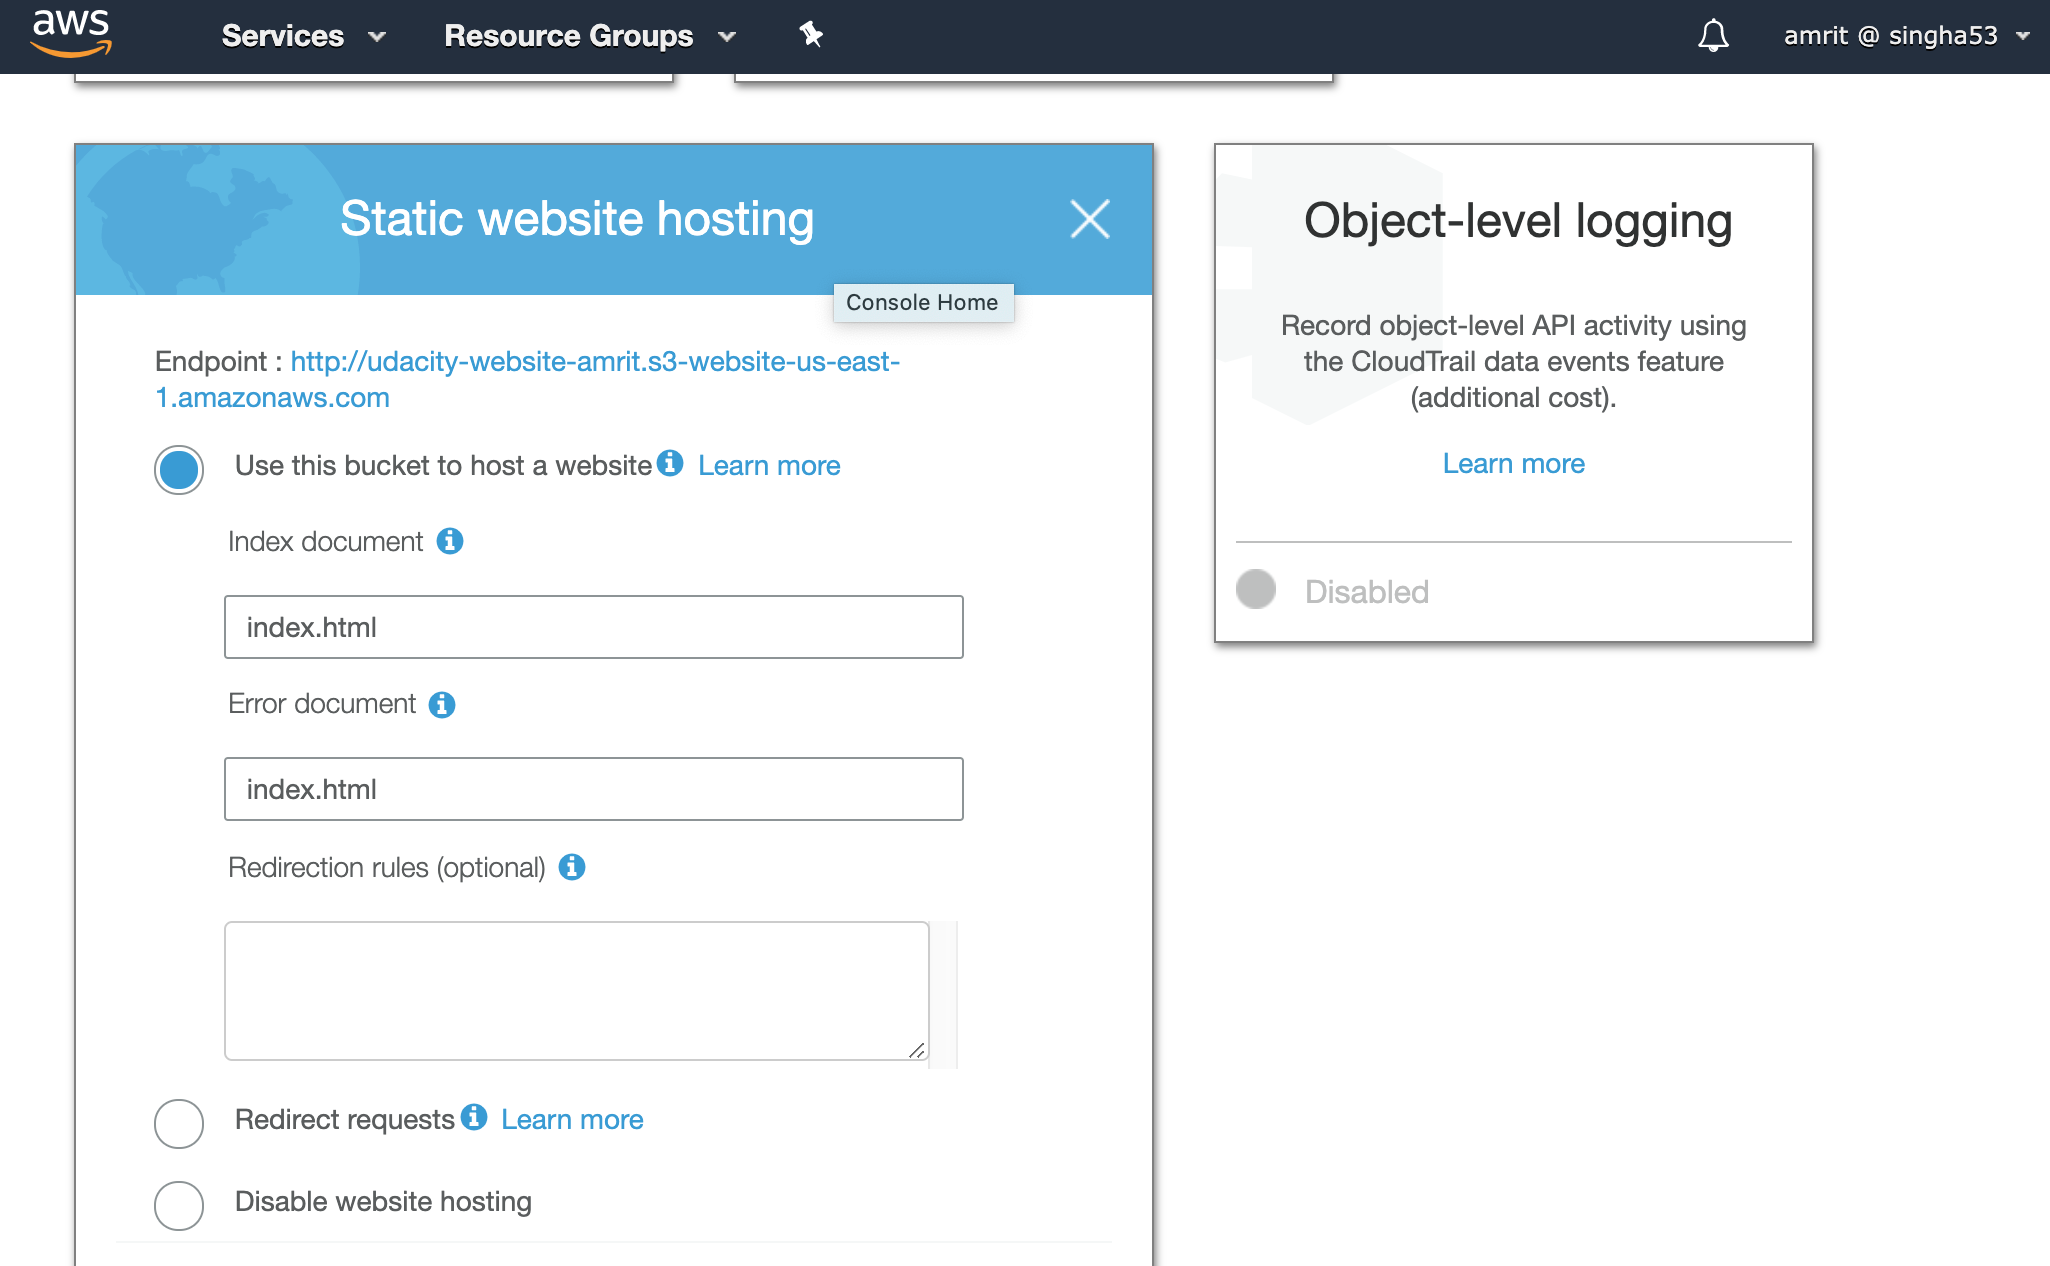 aws
Services
Resource Groups
amrit @ singha53
Static website hosting
Console Home
Endpoint : http://udacity-website-amrit.s3-website-us-east-
1.amazonaws.com
Use this bucket to host a website Learn more
Index document
index.html
Error document
index.html
Redirection rules (optional)
Redirect requests Learn more
Disable website hosting
Object-level logging
Record object-level API activity using
the CloudTrail data events feature
(additional cost).
Learn more
Disabled